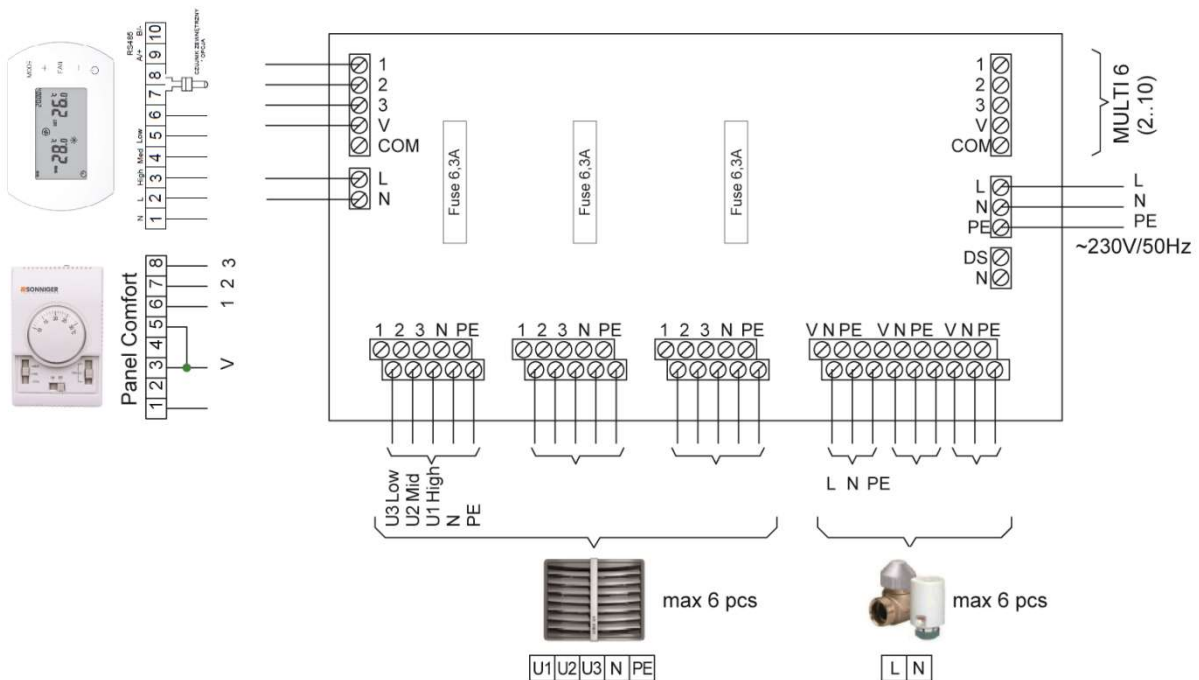 RS485
A/+ B/-
CZUJNIK ZEWNĘTRZNY
* OPCJA
1 2 3 4 5 6 7 8 9 10
N L High Med Low
MODE + FAN -
SONNIGER
Panel Comfort
1 2 3 4 5 6 7 8
1 2 3
V
1
2
3
V
COM
L
N
Fuse 6,3A
Fuse 6,3A
Fuse 6,3A
1
2
3
V
COM
MULTI 6
(2..10)
L
N
PE
L
N
PE
~230V/50Hz
DS
N
1 2 3 N PE
1 2 3 N PE
1 2 3 N PE
V N PE V N PE V N PE
U3 Low
U2 Mid
U1 High
N
PE
L N PE
max 6 pcs
max 6 pcs
U1 U2 U3 N PE
L N